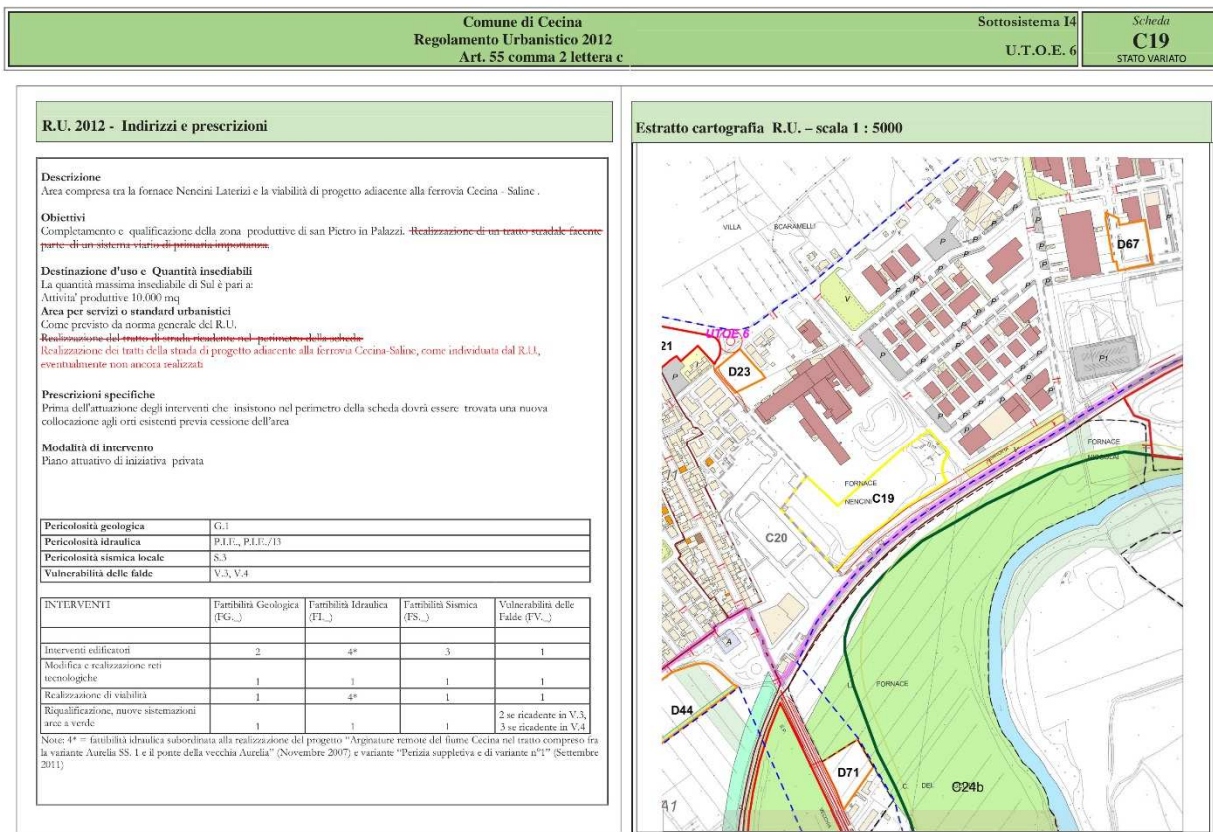 Comune di Cecina
Regolamento Urbanistico 2012
Art. 55 comma 2 lettera c
Sottosistema I4
U.T.O.E. 6
Scheda
C19
STATO VARIATO
R.U. 2012 - Indirizzi e prescrizioni
Descrizione
Area compresa tra la fornace Nencini Laterizi e la viabilità di progetto adiacente alla ferrovia Cecina - Saline .
Obiettivi
Completamento e qualificazione della zona produttive di san Pietro in Palazzi. Realizzazione di un tratto stradale facente
parte di un sistema viario di primaria importanza.
Destinazione d'uso e Quantità insediabili
La quantità massima insediabile di Sul è pari a:
Attivita' produttive 10.000 mq
Area per servizi o standard urbanistici
Come previsto da norma generale del R.U.
Realizzazione del tratto di strada ricadente nel perimetro della scheda
Realizzazione dei tratti della strada di progetto adiacente alla ferrovia Cecina-Saline, come individuata dal R.U.,
eventualmente non ancora realizzati
Prescrizioni specifiche
Prima dell'attuazione degli interventi che insistono nel perimetro della scheda dovrà essere trovata una nuova
collocazione agli orti esistenti previa cessione dell'area
Modalità di intervento
Piano attuativo di iniziativa privata
Pericolosità geologica G.1
Pericolosità idraulica P.I.E., P.I.E./I3
Pericolosità sismica locale S.3
Vulnerabilità delle falde V.3, V.4
INTERVENTI Fattibilità Geologica Fattibilità Idraulica Fattibilità Sismica Vulnerabilità delle
(FG._) (FI._) (FS._) Falde (FV._)
Interventi edificatori 2 4* 3 1
Modifica e realizzazione reti
tecnologiche 1 1 1 1
Realizzazione di viabilità 1 4* 1 1
Riqualificazione, nuove sistemazioni 2 se ricadente in V.3,
aree a verde 1 1 1 3 se ricadente in V.4
Note: 4* = fattibilità idraulica subordinata alla realizzazione del progetto "Arginature remote del fiume Cecina nel tratto compreso fra
la variante Aurelia SS. 1 e il ponte della vecchia Aurelia" (Novembre 2007) e variante "Perizia suppletiva e di variante n°1" (Settembre
2011)
Estratto cartografia R.U. – scala 1 : 5000
VILLA SCARAMELLI
D67
V
UTOE 6
21
P
D23
P1
FORNACE
FORNACE
NENCINI C19
C20
A
FORNACE
D44
D71
C24b
A1